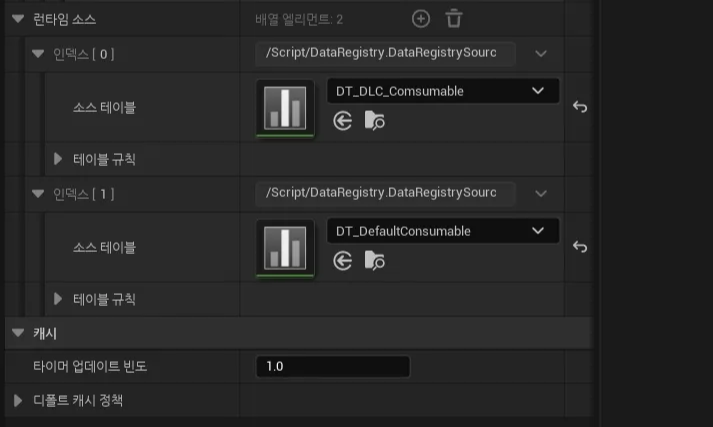 런타임 소스
배열 엘리먼트: 2
인덱스 [ 0 ]
/Script/DataRegistry.DataRegistrySourc
소스 테이블
DT_DLC_Comsumable
테이블 규칙
인덱스 [ 1 ]
/Script/DataRegistry.DataRegistrySourc
소스 테이블
DT_DefaultConsumable
테이블 규칙
캐시
타이머 업데이트 빈도
1.0
디폴트 캐시 정책